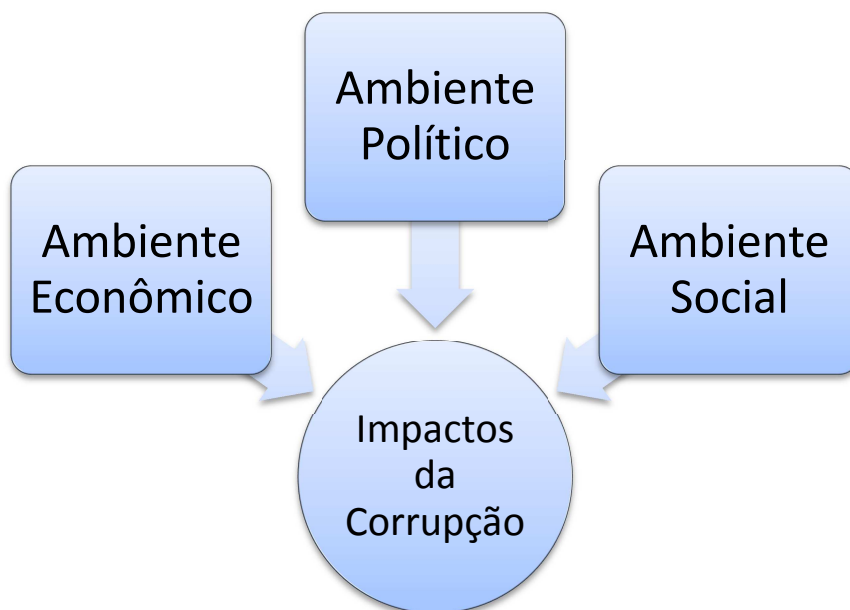 Ambiente
Político
Ambiente
Econômico
Ambiente
Social
Impactos
da
Corrupção